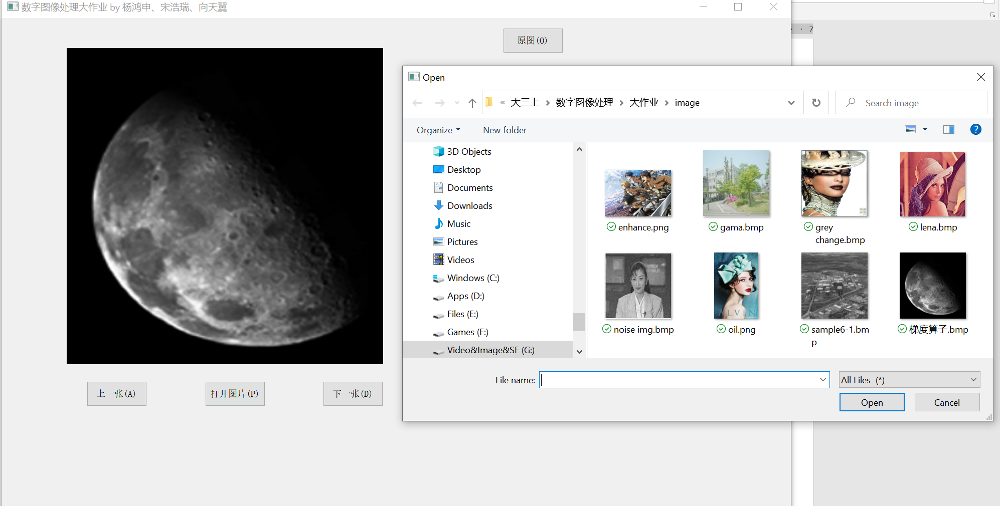 数字图像处理大作业 by 杨鸿申、宋浩瑞、向天翼
7
原图(O)
Open
« 大三上 > 数字图像处理 > 大作业 > image
Search image
Organize
New folder
?
3D Objects
Desktop
Documents
Downloads
Music
Pictures
Videos
Windows (C:)
Apps (D:)
Files (E:)
Games (F:)
Video&Image&SF (G:)
enhance.png
gama.bmp
grey
change.bmp
lena.bmp
ALVIN
noise img.bmp
oil.png
sample6-1.bm
p
梯度算子.bmp
File name:
All Files (*)
Open
Cancel
上一张(A)
打开图片(P)
下一张(D)